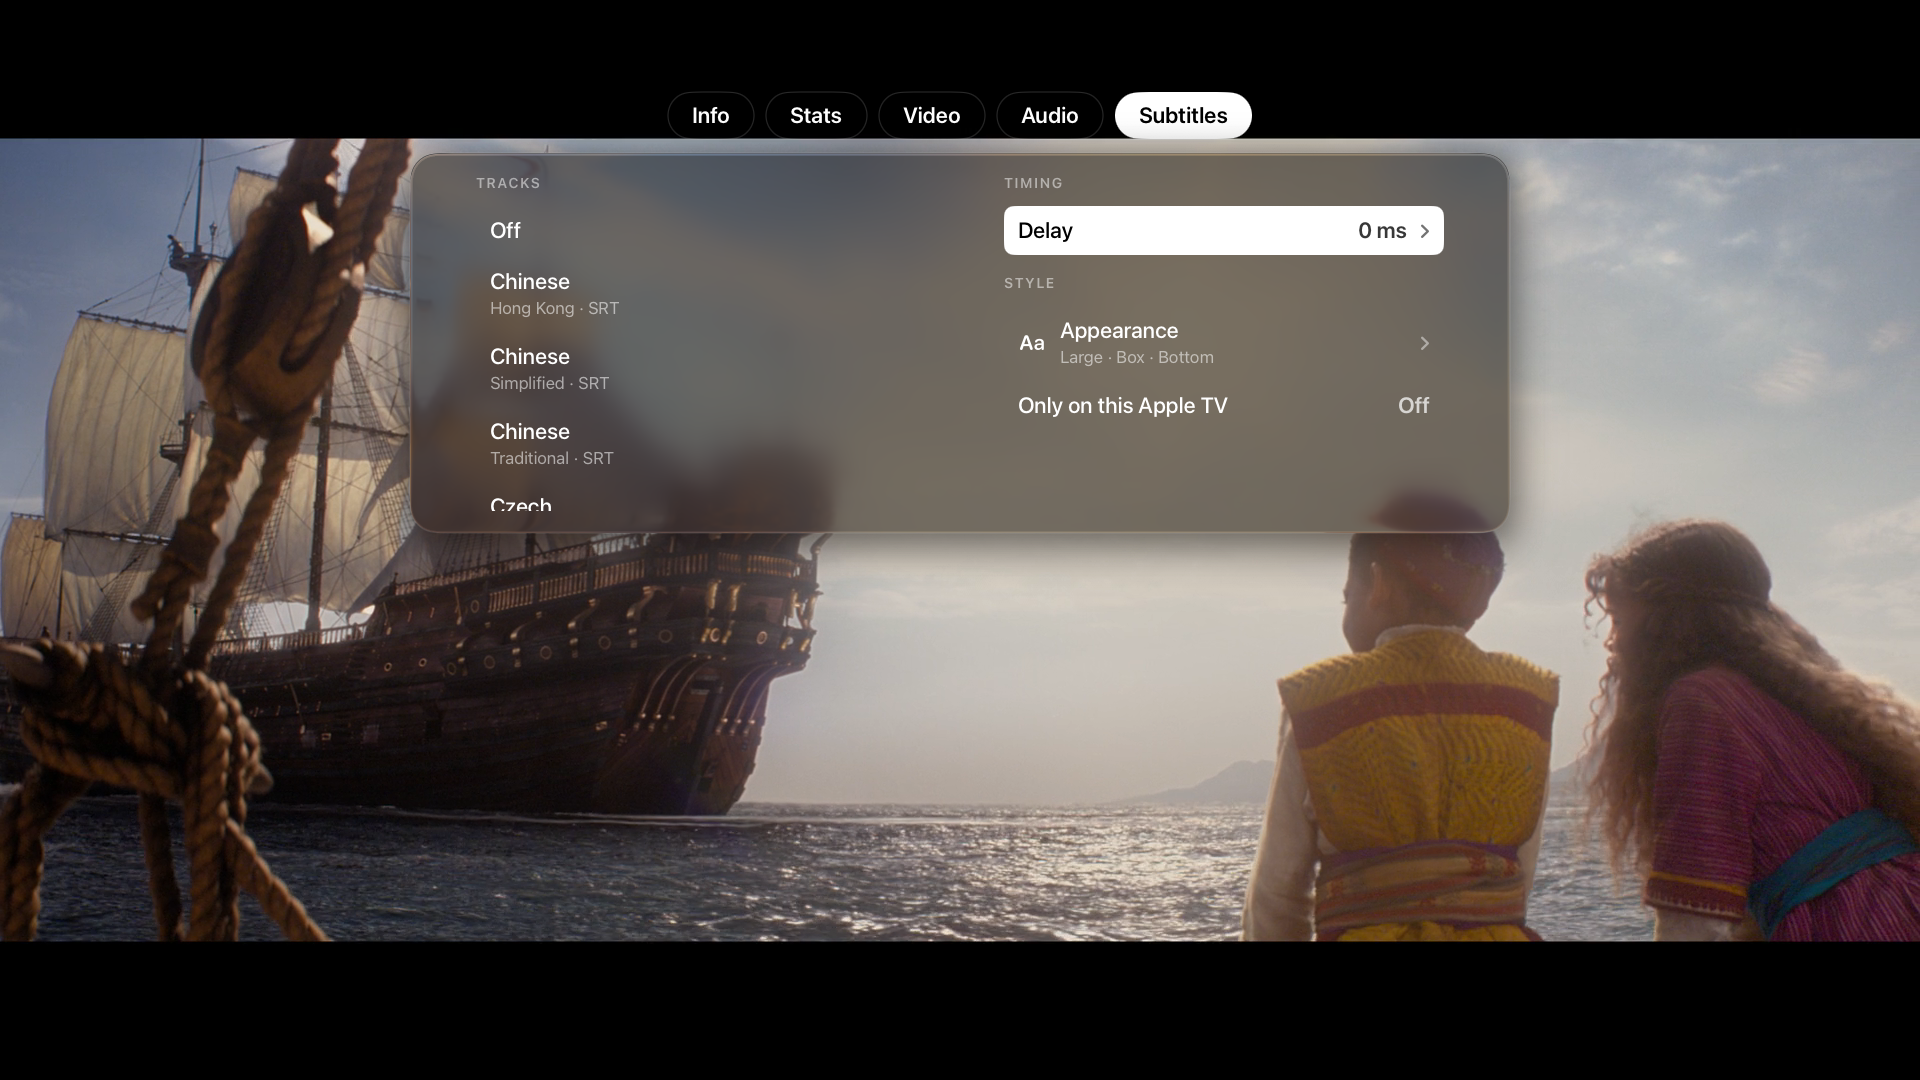 Info
Stats
Video
Audio
Subtitles
TRACKS
Off
Chinese
Hong Kong · SRT
Chinese
Simplified · SRT
Chinese
Traditional · SRT
Czech
TIMING
Delay 0 ms
STYLE
Aa Appearance
Large · Box · Bottom
Only on this Apple TV Off